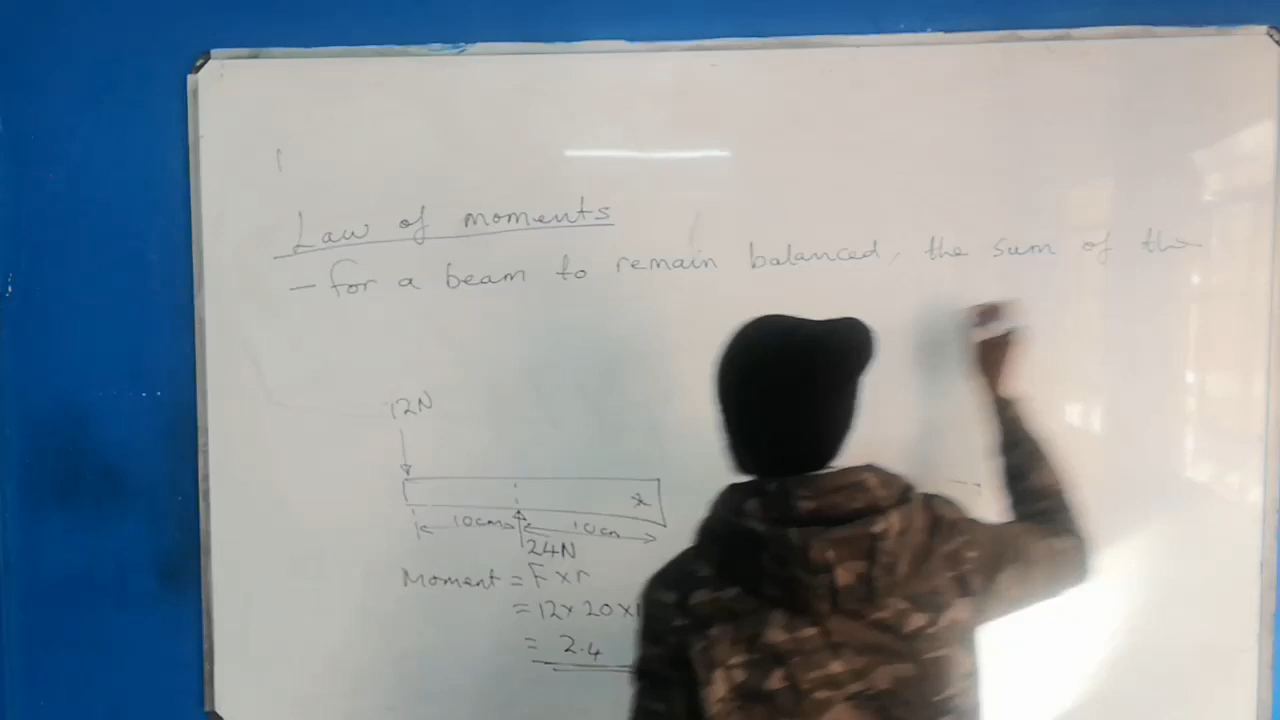 Law of moments
- for a beam to remain balanced, the sum of the
12N
x
10cm 10cm
24N
Moment = F x r
= 12 x 20 x
= 2.4